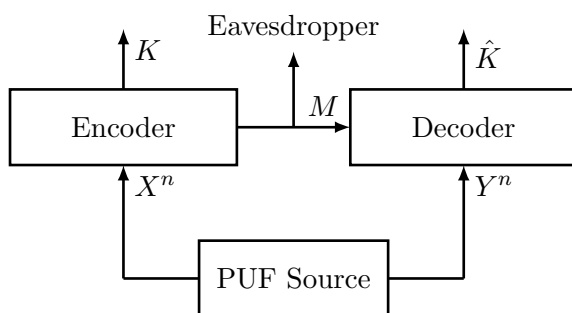 Eavesdropper
K
K̂
Encoder
M
Decoder
Xⁿ
Yⁿ
PUF Source